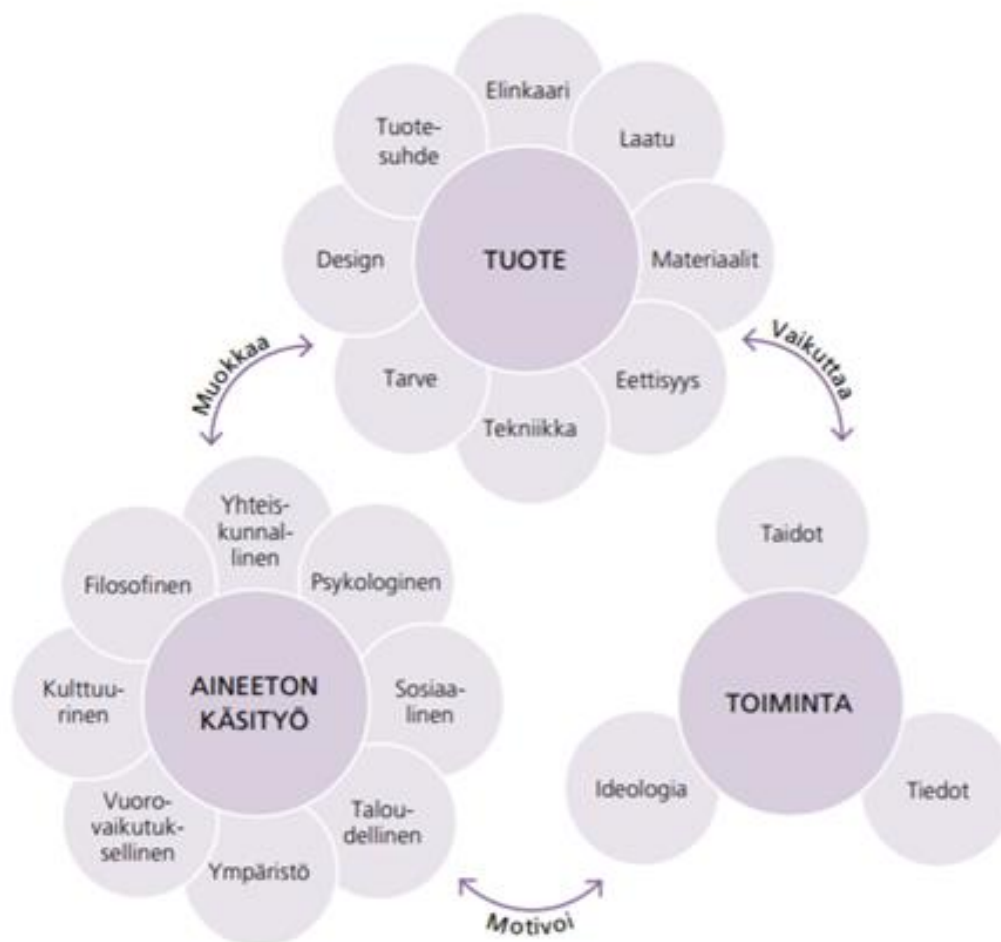 Elinkaari
Tuote-
suhde
Laatu
Design
TUOTE
Materiaalit
Tarve
Eettisyys
Tekniikka
Muokkaa
Vaikuttaa
Yhteis-
kunnal-
linen
Filosofinen
Psykologinen
Kulttuu-
rinen
AINEETON
KÄSITYÖ
Sosiaa-
linen
Vuoro-
vaikutuk-
sellinen
Talou-
dellinen
Ympäristö
Taidot
TOIMINTA
Ideologia
Tiedot
Motivoi